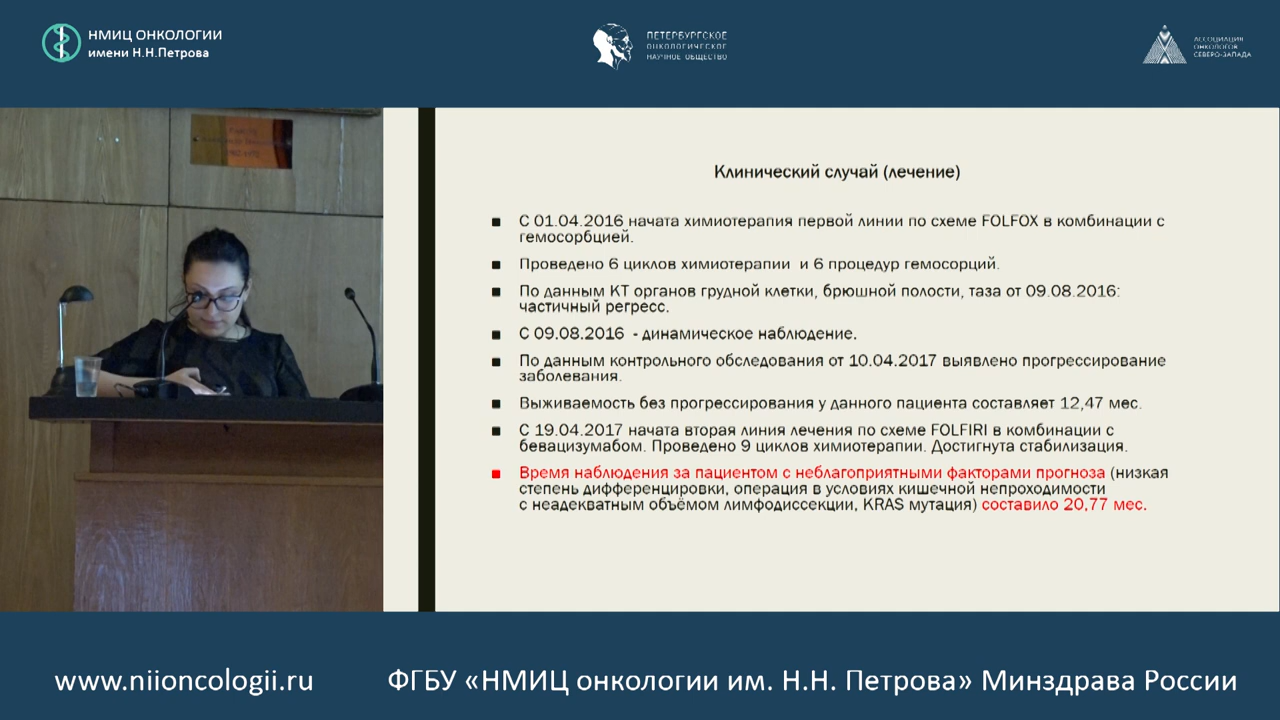 НМИЦ ОНКОЛОГИИ
имени Н.Н.Петрова
ПЕТЕРБУРГСКОЕ
ОНКОЛОГИЧЕСКОЕ
НАУЧНОЕ ОБЩЕСТВО
АССОЦИАЦИЯ
ОНКОЛОГОВ
СЕВЕРО-ЗАПАДА
Клинический случай (лечение)
С 01.04.2016 начата химиотерапия первой линии по схеме FOLFOX в комбинации с
гемосорбцией.
Проведено 6 циклов химиотерапии и 6 процедур гемосорций.
По данным КТ органов грудной клетки, брюшной полости, таза от 09.08.2016:
частичный регресс.
С 09.08.2016 - динамическое наблюдение.
По данным контрольного обследования от 10.04.2017 выявлено прогрессирование
заболевания.
Выживаемость без прогрессирования у данного пациента составляет 12,47 мес.
С 19.04.2017 начата вторая линия лечения по схеме FOLFIRI в комбинации с
бевацизумабом. Проведено 9 циклов химиотерапии. Достигнута стабилизация.
Время наблюдения за пациентом с неблагоприятными факторами прогноза (низкая
степень дифференцировки, операция в условиях кишечной непроходимости
с неадекватным объёмом лимфодиссекции, KRAS мутация) составило 20,77 мес.
www.niioncologii.ru
ФГБУ «НМИЦ онкологии им. Н.Н. Петрова» Минздрава России